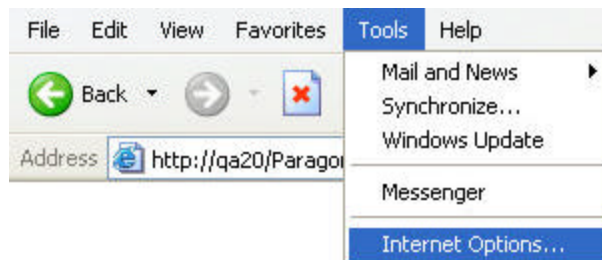 File Edit View Favorites Tools Help
Back
Mail and News
Synchronize...
Windows Update
Address http://qa20/Parago
Messenger
Internet Options...